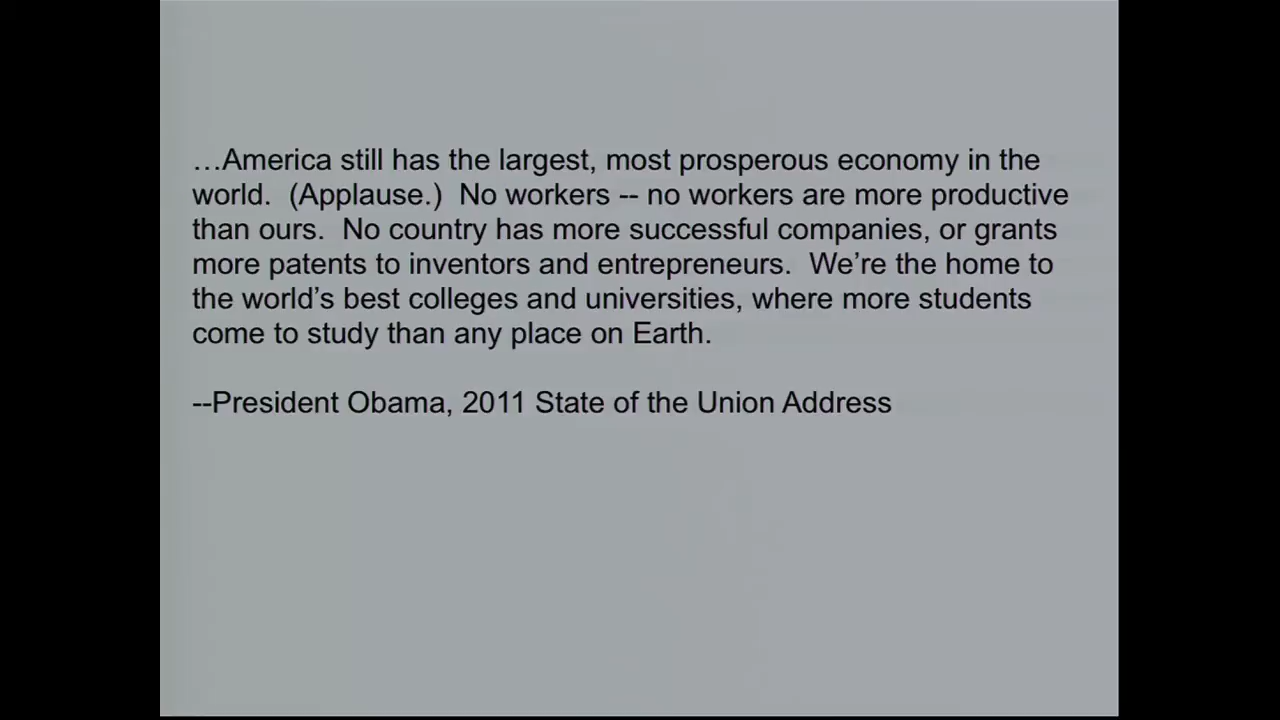 …America still has the largest, most prosperous economy in the
world.  (Applause.)  No workers -- no workers are more productive
than ours.  No country has more successful companies, or grants
more patents to inventors and entrepreneurs.  We’re the home to
the world’s best colleges and universities, where more students
come to study than any place on Earth.
--President Obama, 2011 State of the Union Address